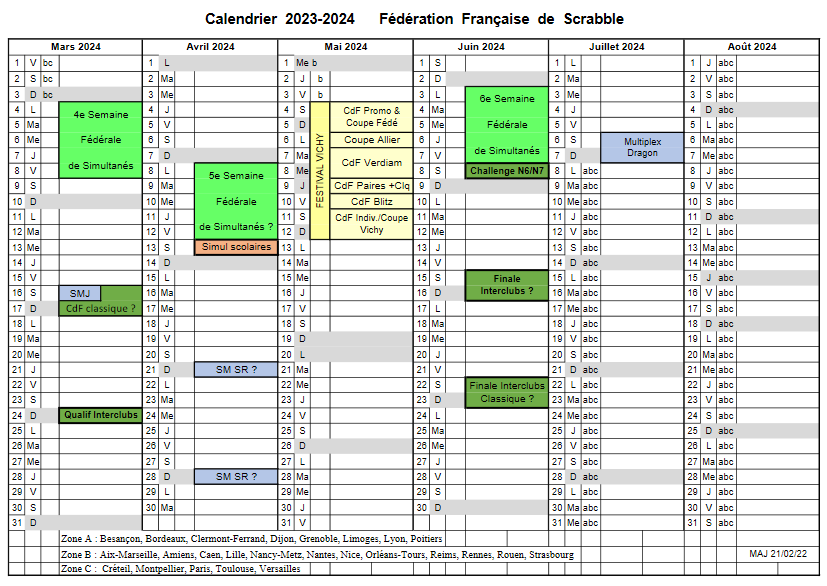 Calendrier 2023-2024 Fédération Française de Scrabble
Mars 2024
1 V bc
2 S bc
3 D bc
4 L
5 Ma
6 Me
7 J
8 V
4e Semaine
Fédérale
de Simultanés
9 S
10 D
11 L
12 Ma
13 Me
14 J
15 V
16 S SMJ
17 D CdF classique ?
18 L
19 Ma
20 Me
21 J
22 V
23 S
24 D Qualif Interclubs
25 L
26 Ma
27 Me
28 J
29 V
30 S
31 D
Avril 2024
1 L
2 Ma
3 Me
4 J
5 V
6 S
7 D
8 L
9 Ma
10 Me
11 J
12 V
5e Semaine
Fédérale
de Simultanés ?
13 S Simul scolaires
14 D
15 L
16 Ma
17 Me
18 J
19 V
20 S
21 D SM SR ?
22 L
23 Ma
24 Me
25 J
26 V
27 S
28 D SM SR ?
29 L
30 Ma
Mai 2024
1 Me b
2 J b
3 V b
FESTIVAL VICHY
4 S CdF Promo &
5 D Coupe Fédé
6 L Coupe Allier
7 Ma CdF Verdiam
8 Me
9 J CdF Paires +Clq
10 V CdF Blitz
11 S CdF Indiv./Coupe
12 D Vichy
13 L
14 Ma
15 Me
16 J
17 V
18 S
19 D
20 L
21 Ma
22 Me
23 J
24 V
25 S
26 D
27 L
28 Ma
29 Me
30 J
31 V
Juin 2024
1 S
2 D
3 L
4 Ma
5 Me
6 J
7 V
6e Semaine
Fédérale
de Simultanés
8 S Challenge N6/N7
9 D
10 L
11 Ma
12 Me
13 J
14 V
15 S Finale
16 D Interclubs ?
17 L
18 Ma
19 Me
20 J
21 V
22 S Finale Interclubs
23 D Classique ?
24 L
25 Ma
26 Me
27 J
28 V
29 S
30 D
Juillet 2024
1 L
2 Ma
3 Me
4 J
5 V
6 S Multiplex
7 D Dragon
8 L abc
9 Ma abc
10 Me abc
11 J abc
12 V abc
13 S abc
14 D abc
15 L abc
16 Ma abc
17 Me abc
18 J abc
19 V abc
20 S abc
21 D abc
22 L abc
23 Ma abc
24 Me abc
25 J abc
26 V abc
27 S abc
28 D abc
29 L abc
30 Ma abc
31 Me abc
Août 2024
1 J abc
2 V abc
3 S abc
4 D abc
5 L abc
6 Ma abc
7 Me abc
8 J abc
9 V abc
10 S abc
11 D abc
12 L abc
13 Ma abc
14 Me abc
15 J abc
16 V abc
17 S abc
18 D abc
19 L abc
20 Ma abc
21 Me abc
22 J abc
23 V abc
24 S abc
25 D abc
26 L abc
27 Ma abc
28 Me abc
29 J abc
30 V abc
31 S abc
Zone A : Besançon, Bordeaux, Clermont-Ferrand, Dijon, Grenoble, Limoges, Lyon, Poitiers
Zone B : Aix-Marseille, Amiens, Caen, Lille, Nancy-Metz, Nantes, Nice, Orléans-Tours, Reims, Rennes, Rouen, Strasbourg
MAJ 21/02/22
Zone C : Créteil, Montpellier, Paris, Toulouse, Versailles